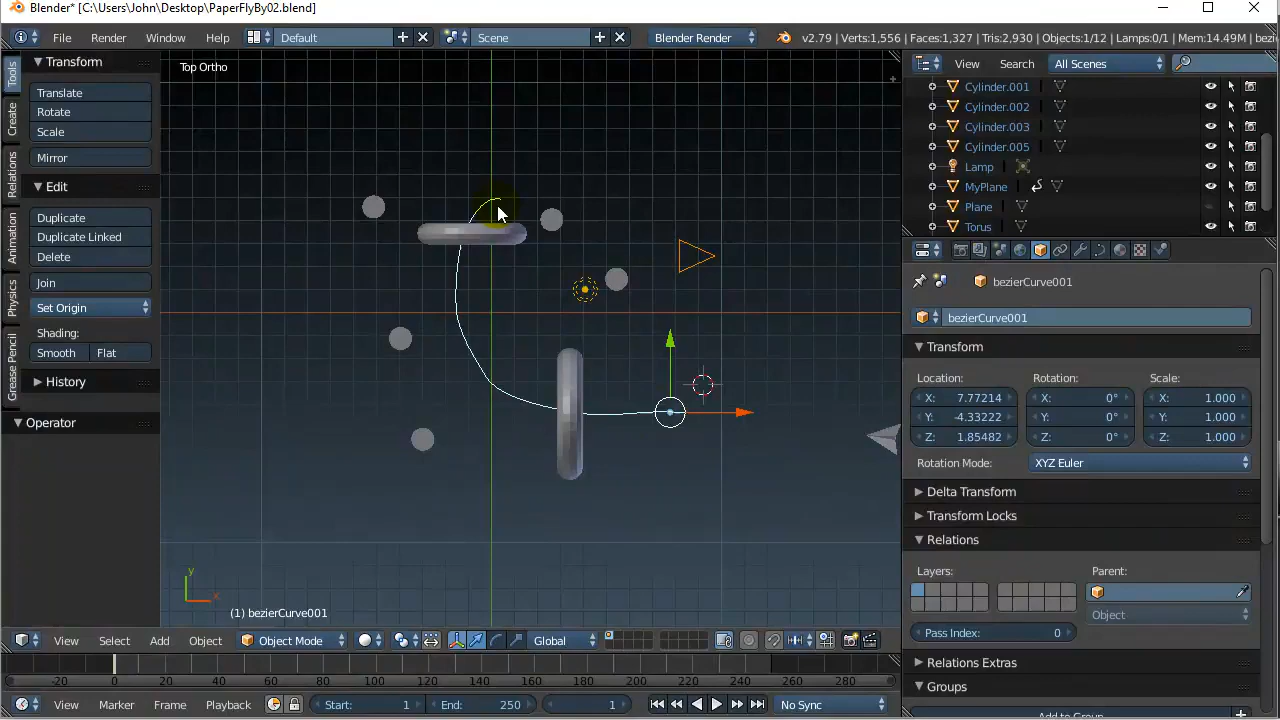 Blender* [C:\Users\John\Desktop\PaperFlyBy02.blend]
File Render Window Help Default Scene Blender Render v2.79 | Verts:1,556 | Faces:1,327 | Tris:2,930 | Objects:1/12 | Lamps:0/1 | Mem:14.49M | bezi
Tools
Create
Relations
Animation
Physics
Grease Pencil
Transform
Translate
Rotate
Scale
Mirror
Edit
Duplicate
Duplicate Linked
Delete
Join
Set Origin
Shading:
Smooth Flat
History
Operator
Top Ortho
y
x
(1) bezierCurve001
View Search All Scenes
Cylinder.001
Cylinder.002
Cylinder.003
Cylinder.005
Lamp
MyPlane
Plane
Torus
bezierCurve001
bezierCurve001
Transform
Location: Rotation: Scale:
X: 7.77214 X: 0° X: 1.000
Y: -4.33222 Y: 0° Y: 1.000
Z: 1.85482 Z: 0° Z: 1.000
Rotation Mode: XYZ Euler
Delta Transform
Transform Locks
Relations
Layers: Parent:
Object
Pass Index: 0
Relations Extras
Groups
Add to Group
View Select Add Object Object Mode Global
-20 0 20 40 60 80 100 120 140 160 180 200 220 240 260 280
View Marker Frame Playback Start: 1 End: 250 1 No Sync